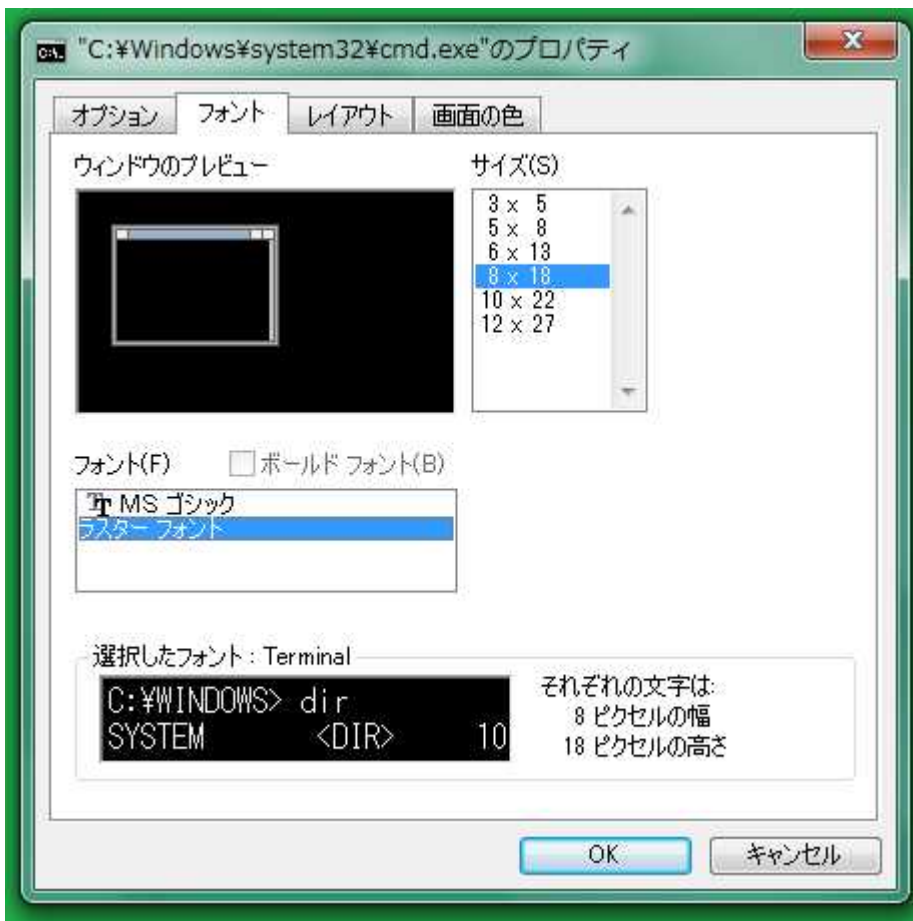 "C:¥Windows¥system32¥cmd.exe"のプロパティ
オプション フォント レイアウト 画面の色
ウィンドウのプレビュー
サイズ(S)
3 x 5
5 x 8
6 x 13
8 x 18
10 x 22
12 x 27
フォント(F)
ボールド フォント(B)
MS ゴシック
ラスター フォント
選択したフォント : Terminal
C:¥WINDOWS> dir
SYSTEM <DIR> 10
それぞれの文字は:
8 ピクセルの幅
18 ピクセルの高さ
OK キャンセル